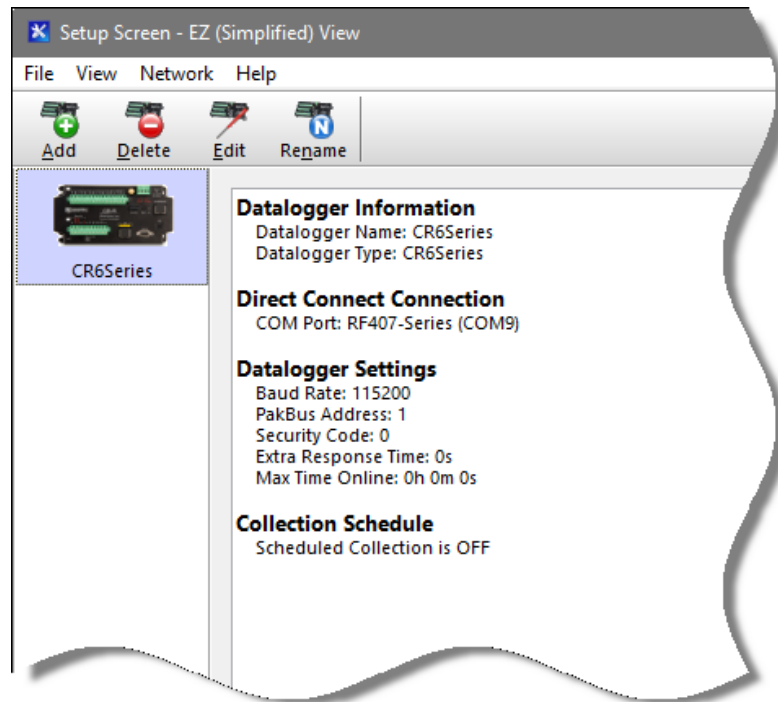 Setup Screen - EZ (Simplified) View
File View Network Help
Add Delete Edit Rename
N
CR6Series
Datalogger Information
Datalogger Name: CR6Series
Datalogger Type: CR6Series
Direct Connect Connection
COM Port: RF407-Series (COM9)
Datalogger Settings
Baud Rate: 115200
PakBus Address: 1
Security Code: 0
Extra Response Time: 0s
Max Time Online: 0h 0m 0s
Collection Schedule
Scheduled Collection is OFF